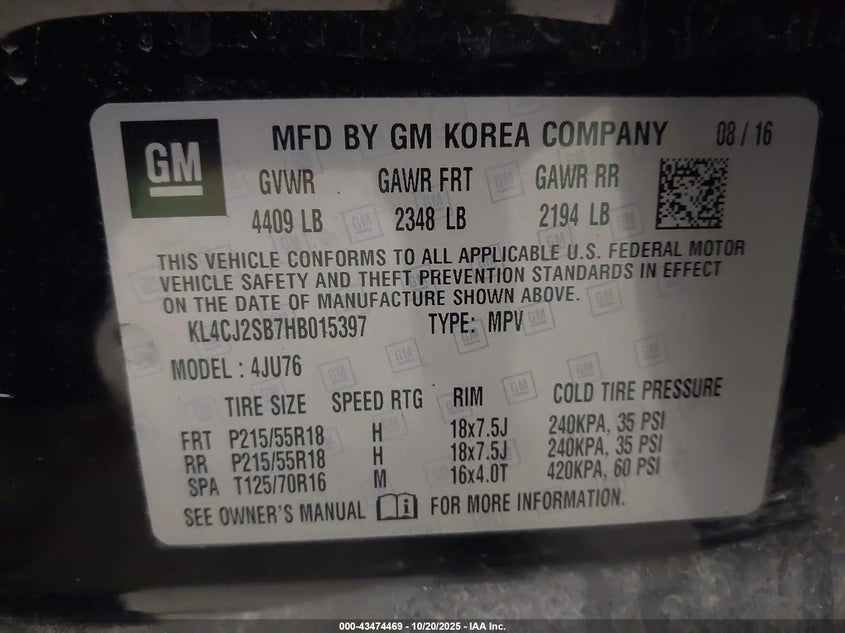 GM
MFD BY GM KOREA COMPANY 08 / 16
GVWR GAWR FRT GAWR RR
4409 LB 2348 LB 2194 LB
THIS VEHICLE CONFORMS TO ALL APPLICABLE U.S. FEDERAL MOTOR
VEHICLE SAFETY AND THEFT PREVENTION STANDARDS IN EFFECT
ON THE DATE OF MANUFACTURE SHOWN ABOVE.
KL4CJ2SB7HB015397 TYPE: MPV
MODEL : 4JU76
TIRE SIZE SPEED RTG RIM COLD TIRE PRESSURE
FRT P215/55R18 H 18x7.5J 240KPA, 35 PSI
RR P215/55R18 H 18x7.5J 240KPA, 35 PSI
SPA T125/70R16 M 16x4.0T 420KPA, 60 PSI
SEE OWNER'S MANUAL FOR MORE INFORMATION.
000-43474469 - 10/20/2025 - IAA Inc.